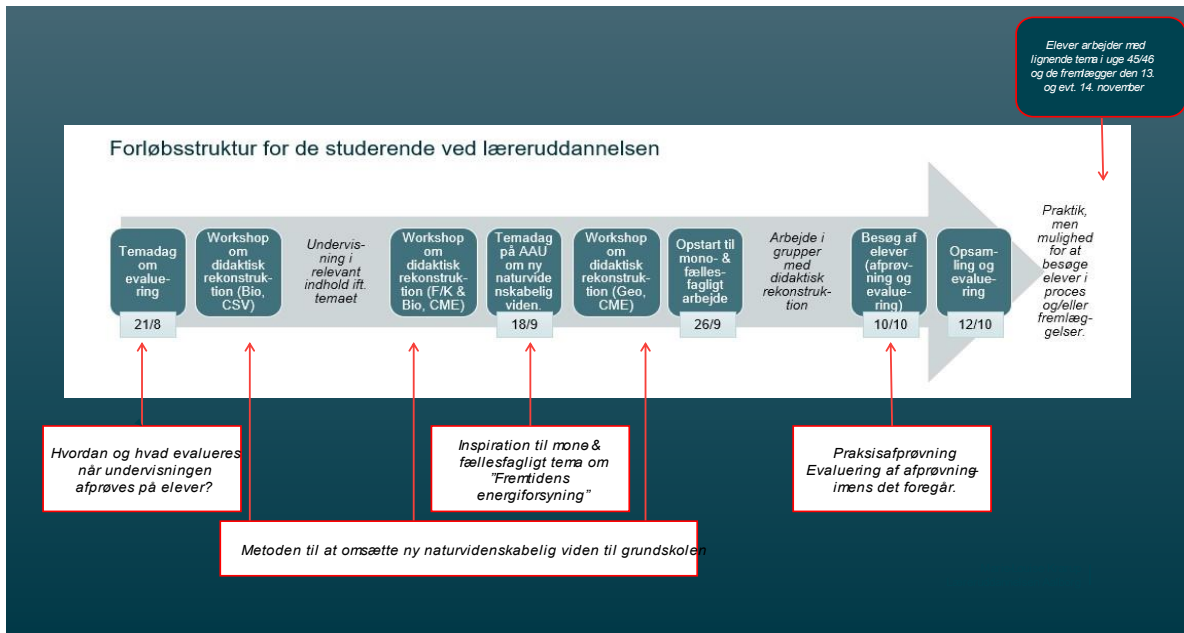 Elever arbejder med
lignende tema i uge 45/46
og de fremlægger den 13.
og evt. 14. november
Forløbsstruktur for de studerende ved læreruddannelsen
Temadag
om
evalue-
ring
21/8
Workshop
om
didaktisk
rekonstruk-
tion (Bio,
CSV)
Undervis-
ning i
relevant
indhold ift.
temaet
Workshop
om
didaktisk
rekonstruk-
tion (F/K &
Bio, CME)
Temadag
på AAU
om ny
naturvide
nskabelig
viden.
18/9
Workshop
om
didaktisk
rekonstruk-
tion (Geo,
CME)
Opstart til
mono- &
fælles-
fagligt
arbejde
26/9
Arbejde i
grupper
med
didaktisk
rekonstruk-
tion
Besøg af
elever
(afprøv-
ning og
evalue-
ring)
10/10
Opsam-
ling og
evalue-
ring
12/10
Praktik,
men
mulighed
for at
besøge
elever i
proces
og/eller
fremlæg-
gelser.
Hvordan og hvad evalueres
når undervisningen
afprøves på elever?
Inspiration til mono- &
fællesfagligt tema om
”Fremtidens
energiforsyning”
Praksisafprøvning
Evaluering af afprøvning-
imens det foregår.
Metoden til at omsætte ny naturvidenskabelig viden til grundskolen